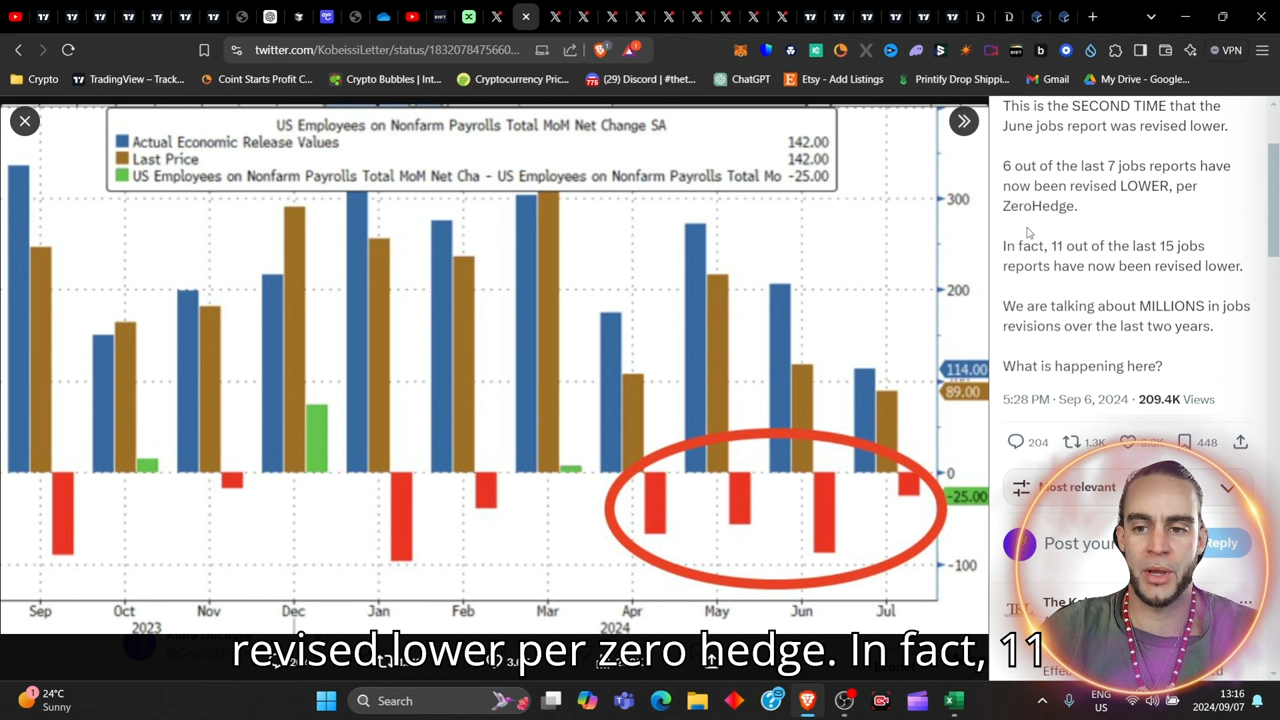 twitter.com/KobeissiLetter/status/1832078475660...
VPN
Crypto
TradingView – Track...
Coint Starts Profit C...
Crypto Bubbles | Int...
Cryptocurrency Pric...
(29) Discord | #thet...
ChatGPT
Etsy - Add Listings
Printify Drop Shippi...
Gmail
My Drive - Google...
US Employees on Nonfarm Payrolls Total MoM Net Change SA
Actual Economic Release Values 142.00
Last Price 142.00
US Employees on Nonfarm Payrolls Total MoM Net Cha - US Employees on Nonfarm Payrolls Total Mo -25.00
300
200
114.00
89.00
0
-25.00
-100
Sep Oct Nov Dec Jan Feb Mar Apr May Jun Jul
2023 2024
This is the SECOND TIME that the
June jobs report was revised lower.
6 out of the last 7 jobs reports have
now been revised LOWER, per
ZeroHedge.
In fact, 11 out of the last 15 jobs
reports have now been revised lower.
We are talking about MILLIONS in jobs
revisions over the last two years.
What is happening here?
5:28 PM · Sep 6, 2024 · 209.4K Views
204 1.3K 448
Most relevant
Post your Reply
revised lower per zero hedge. In fact, 11
24°C
Sunny
Search
ENG
US
13:16
2024/09/07